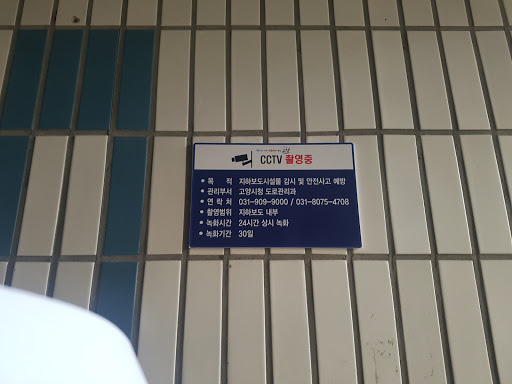 CCTV 촬영중
• 목 적 지하보도시설물 감시 및 안전사고 예방
• 관리부서 고양시청 도로관리과
• 연 락 처 031-909-9000 / 031-8075-4708
• 촬영범위 지하보도 내부
• 녹화시간 24시간 상시 녹화
• 녹화기간 30일